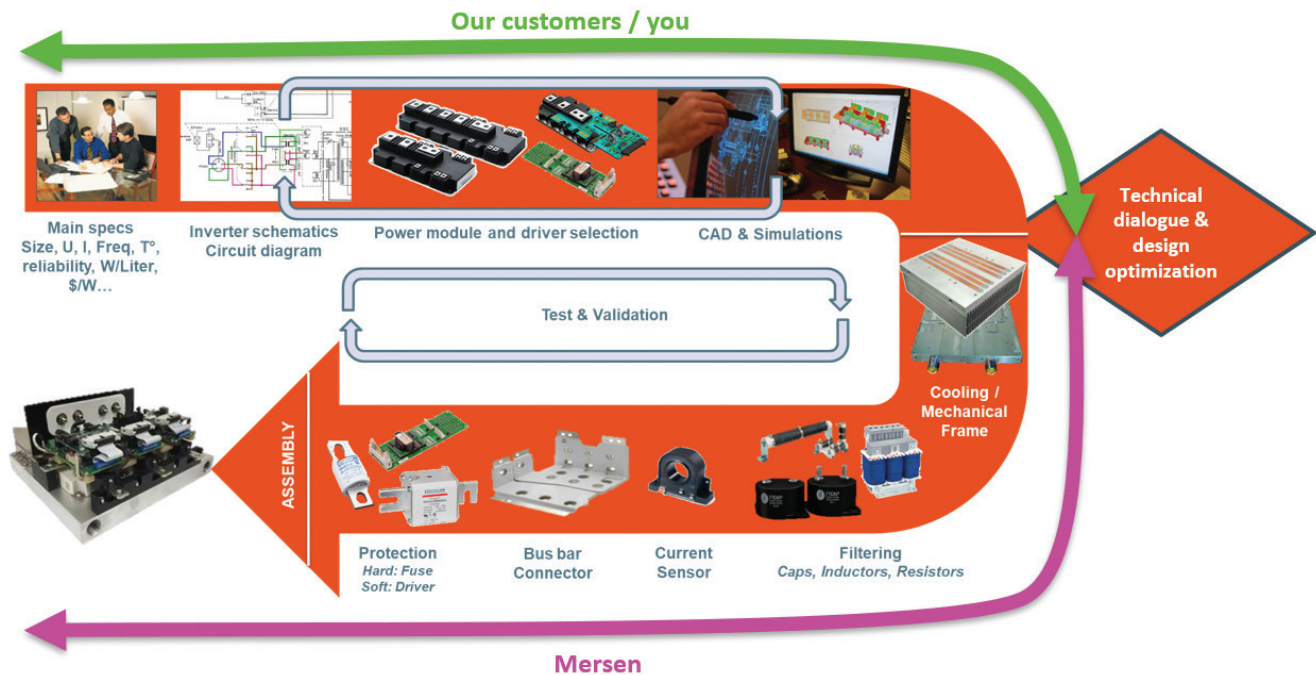 Our customers / you
Main specs
Size, U, I, Freq, T°,
reliability, W/Liter,
$/W...
Inverter schematics
Circuit diagram
Power module and driver selection
CAD & Simulations
Technical
dialogue &
design
optimization
Test & Validation
Cooling /
Mechanical
Frame
ASSEMBLY
Protection
Hard: Fuse
Soft: Driver
Bus bar
Connector
Current
Sensor
Filtering
Caps, Inductors, Resistors
Mersen